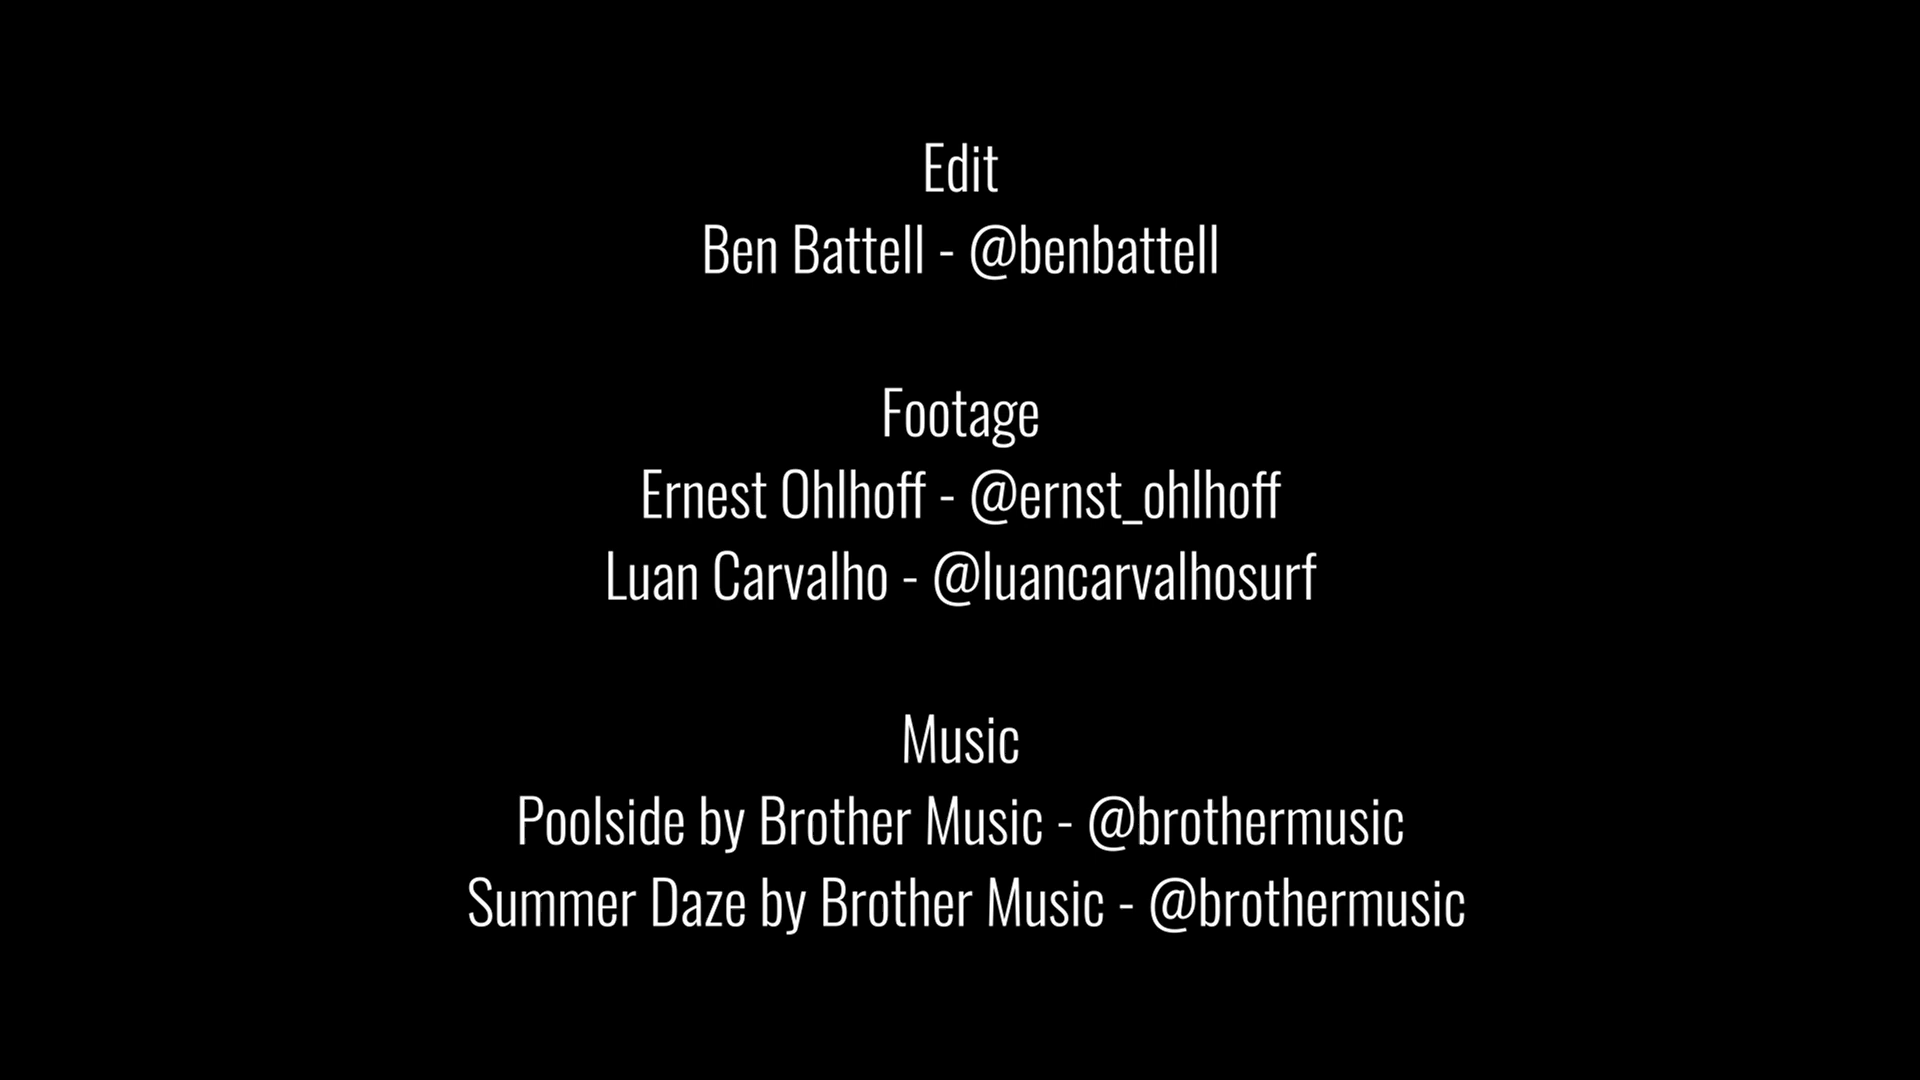 Edit
Ben Battell - @benbattell
Footage
Ernest Ohlhoff - @ernst_ohlhoff
Luan Carvalho - @luancarvalhosurf
Music
Poolside by Brother Music - @brothermusic
Summer Daze by Brother Music - @brothermusic